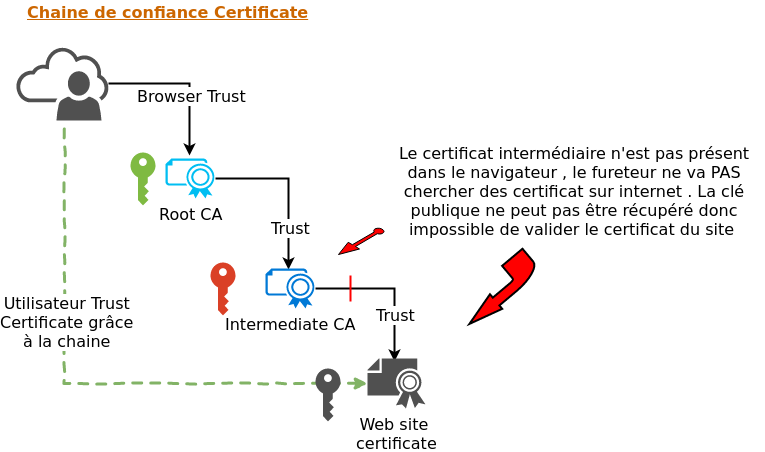 Chaine de confiance Certificate
Browser Trust
Le certificat intermédiaire n'est pas présent
dans le navigateur , le fureteur ne va PAS
chercher des certificat sur internet . La clé
publique ne peut pas être récupéré donc
impossible de valider le certificat du site
Root CA
Trust
Utilisateur Trust
Certificate grâce
à la chaine
Intermediate CA
Trust
Web site
certificate